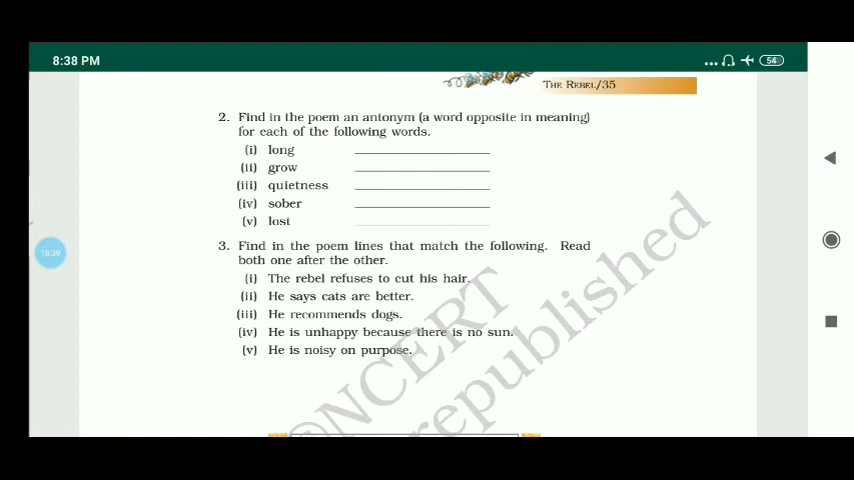 8:38 PM
54
THE REBEL/35
2. Find in the poem an antonym (a word opposite in meaning)
for each of the following words.
(i) long
(ii) grow
(iii) quietness
(iv) sober
(v) lost
18:39
3. Find in the poem lines that match the following. Read
both one after the other.
(i) The rebel refuses to cut his hair.
(ii) He says cats are better.
(iii) He recommends dogs.
(iv) He is unhappy because there is no sun.
(v) He is noisy on purpose.
©NCERT
republished